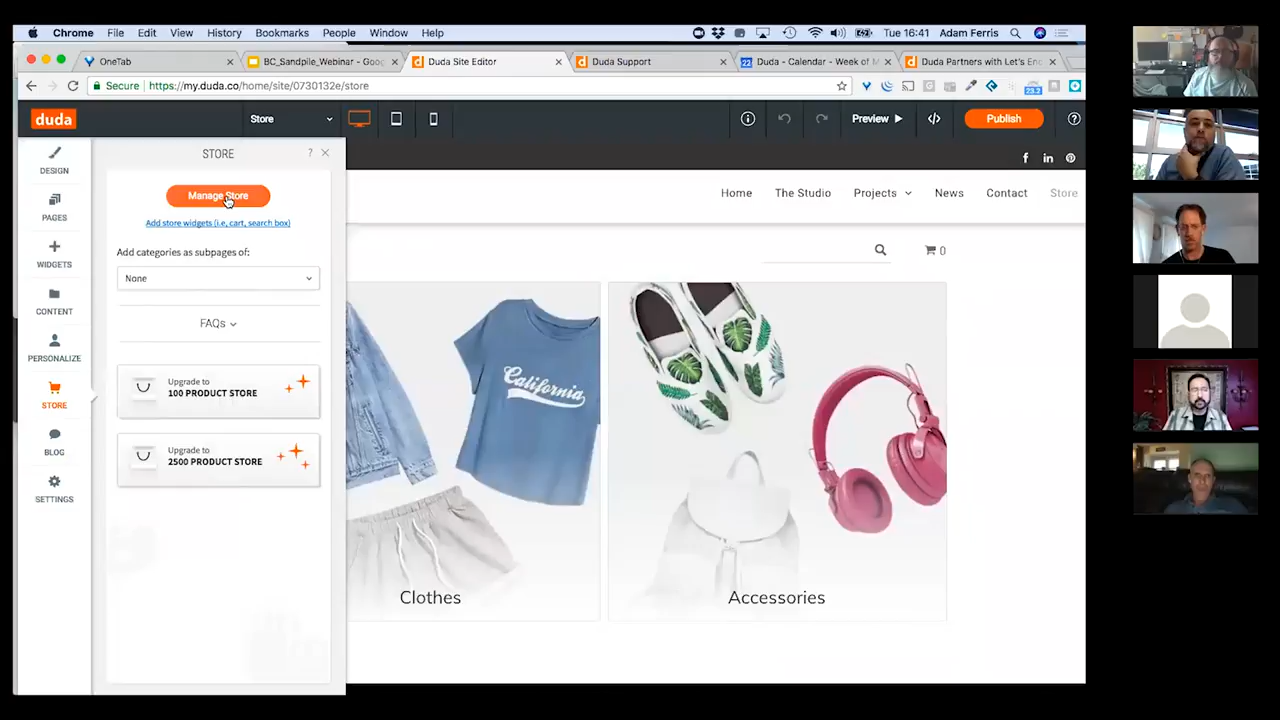 Chrome File Edit View History Bookmarks People Window Help Tue 16:41 Adam Ferris
OneTab BC_Sandpile_Webinar - Goog Duda Site Editor Duda Support 22 Duda - Calendar - Week of M Duda Partners with Let's Enc
Secure https://my.duda.co/home/site/0730132e/store 23.2
duda Store Preview Publish
STORE ?
Manage Store
Add store widgets (i.e, cart, search box)
Add categories as subpages of:
None
FAQs
Upgrade to
100 PRODUCT STORE
Upgrade to
2500 PRODUCT STORE
DESIGN
PAGES
WIDGETS
CONTENT
PERSONALIZE
STORE
BLOG
SETTINGS
Home The Studio Projects News Contact Store
0
California
Clothes
Accessories